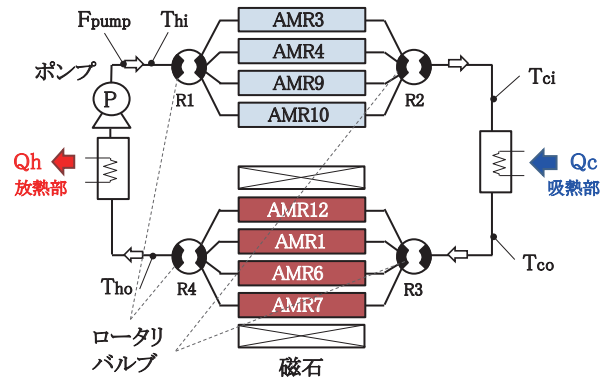 Fpump
Thi
AMR3
AMR4
AMR9
AMR10
ポンプ
P
R1
R2
Tci
Qh
放熱部
Qc
吸熱部
AMR12
AMR1
AMR6
AMR7
R4
R3
Tho
Tco
ロータリ
バルブ
磁石